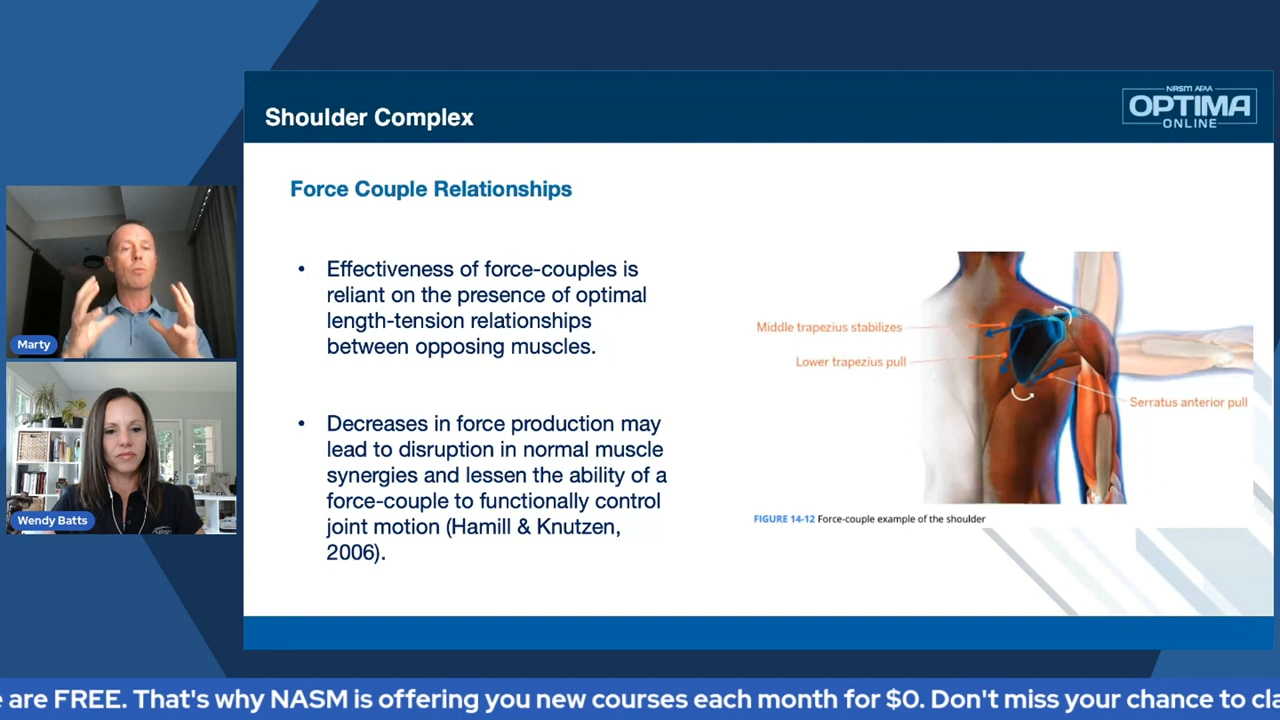 Shoulder Complex
NASM AFAA
OPTIMA
ONLINE
Force Couple Relationships
• Effectiveness of force-couples is
reliant on the presence of optimal
length-tension relationships
between opposing muscles.
• Decreases in force production may
lead to disruption in normal muscle
synergies and lessen the ability of a
force-couple to functionally control
joint motion (Hamill & Knutzen,
2006).
Middle trapezius stabilizes
Lower trapezius pull
Serratus anterior pull
FIGURE 14-12 Force-couple example of the shoulder
Marty
Wendy Batts
e are FREE. That's why NASM is offering you new courses each month for $0. Don't miss your chance to cla